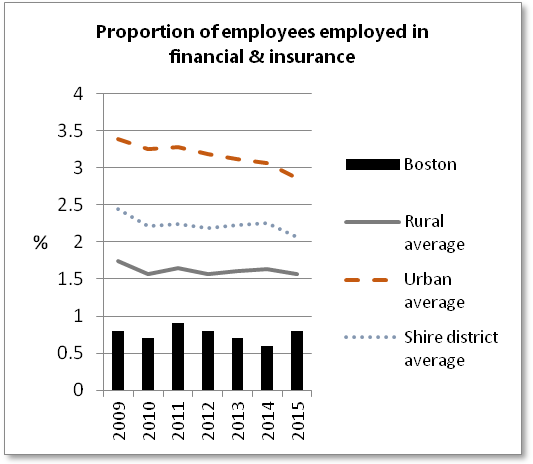 Proportion of employees employed in
financial & insurance
4
3.5
3
2.5
2
1.5
1
0.5
0
%
2009
2010
2011
2012
2013
2014
2015
Boston
Rural
average
Urban
average
Shire district
average